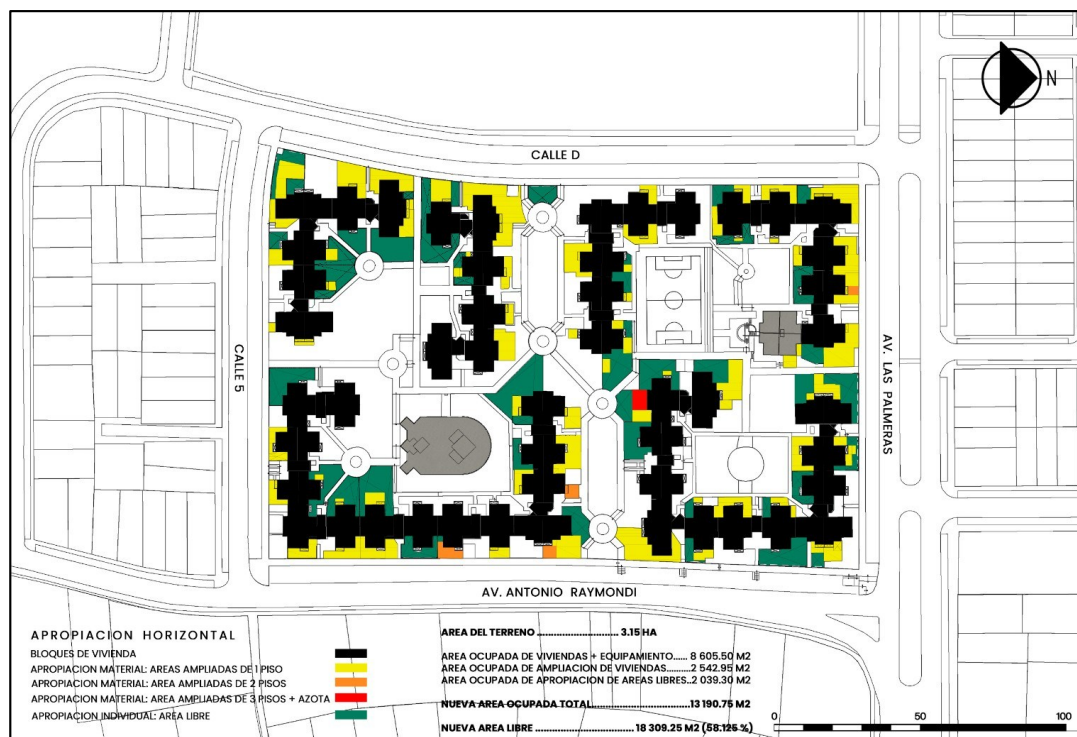 N
CALLE D
CALLE 5
AV. LAS PALMERAS
AV. ANTONIO RAYMONDI
APROPIACION HORIZONTAL
BLOQUES DE VIVIENDA
APROPIACION MATERIAL: AREAS AMPLIADAS DE 1 PISO
APROPIACION MATERIAL: AREA AMPLIADAS DE 2 PISOS
APROPIACION MATERIAL: AREA AMPLIADAS DE 3 PISOS + AZOTA
APROPIACION INDIVIDUAL: AREA LIBRE
AREA DEL TERRENO ............................ 3.15 HA
AREA OCUPADA DE VIVIENDAS + EQUIPAMIENTO...... 8 605.50 M2
AREA OCUPADA DE AMPLIACION DE VIVIENDAS.......2 542.95 M2
AREA OCUPADA DE APROPIACION DE AREAS LIBRES..2 039.30 M2
NUEVA AREA OCUPADA TOTAL............................13 190.75 M2
NUEVA AREA LIBRE ............................ 18 309.25 M2 (58.125 %)
0 50 100